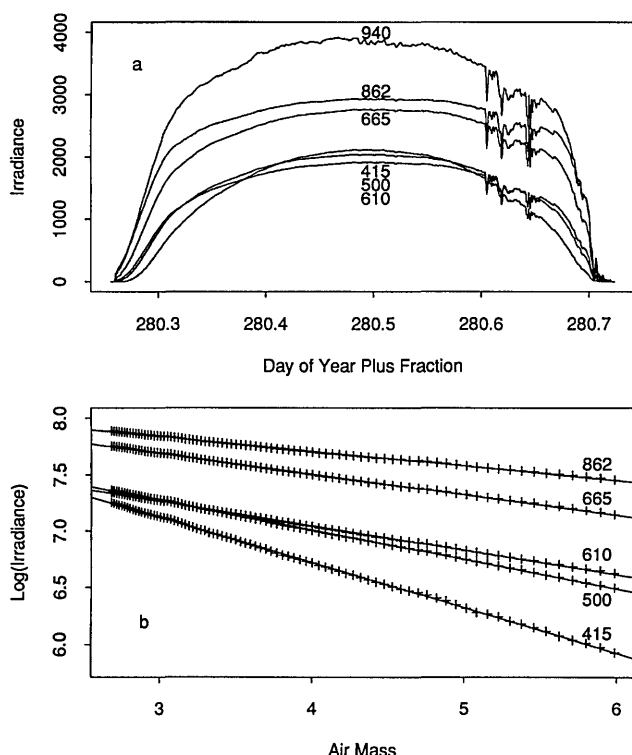 4000
3000
2000
1000
0
Irradiance
a
940
862
665
415
500
610
280.3 280.4 280.5 280.6 280.7
Day of Year Plus Fraction
8.0
7.5
7.0
6.5
6.0
Log(Irradiance)
b
862
665
610
500
415
3 4 5 6
Air Mass